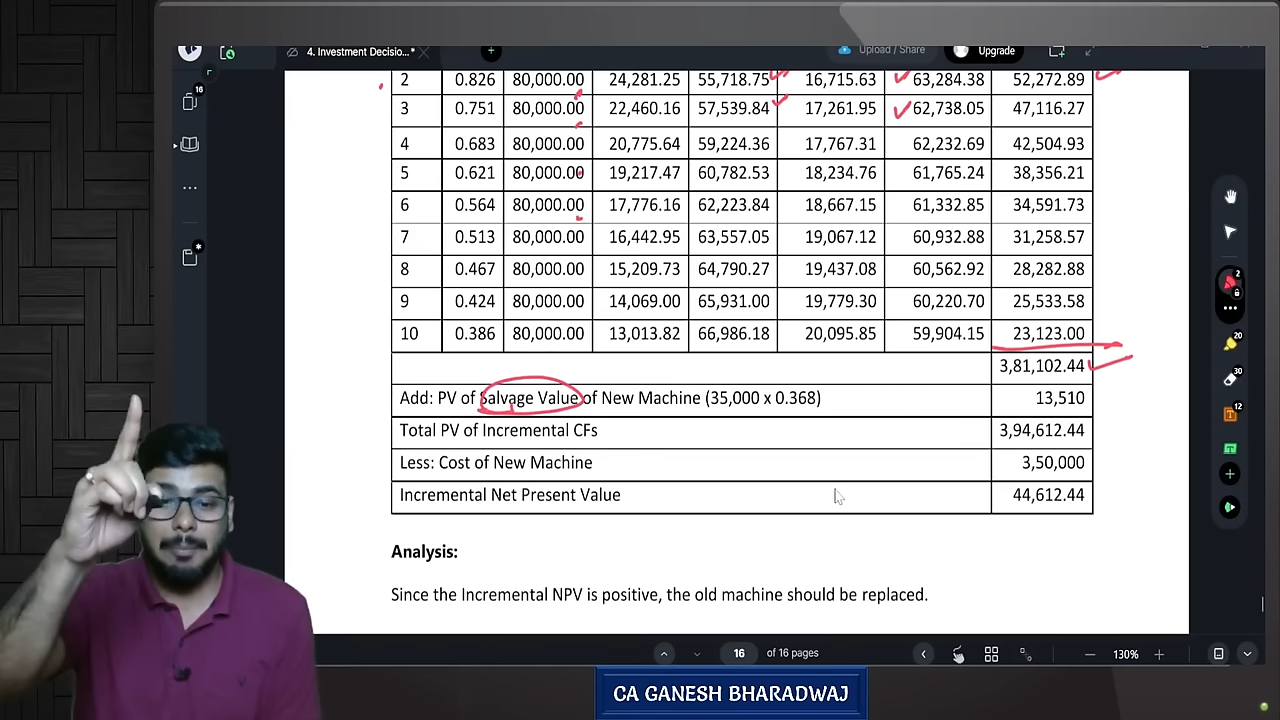 4. Investment Decisio...*
Upload / Share
Upgrade
2 0.826 80,000.00 24,281.25 55,718.75 16,715.63 63,284.38 52,272.89
3 0.751 80,000.00 22,460.16 57,539.84 17,261.95 62,738.05 47,116.27
4 0.683 80,000.00 20,775.64 59,224.36 17,767.31 62,232.69 42,504.93
5 0.621 80,000.00 19,217.47 60,782.53 18,234.76 61,765.24 38,356.21
6 0.564 80,000.00 17,776.16 62,223.84 18,667.15 61,332.85 34,591.73
7 0.513 80,000.00 16,442.95 63,557.05 19,067.12 60,932.88 31,258.57
8 0.467 80,000.00 15,209.73 64,790.27 19,437.08 60,562.92 28,282.88
9 0.424 80,000.00 14,069.00 65,931.00 19,779.30 60,220.70 25,533.58
10 0.386 80,000.00 13,013.82 66,986.18 20,095.85 59,904.15 23,123.00
3,81,102.44
Add: PV of Salvage Value of New Machine (35,000 x 0.368) 13,510
Total PV of Incremental CFs 3,94,612.44
Less: Cost of New Machine 3,50,000
Incremental Net Present Value 44,612.44
Analysis:
Since the Incremental NPV is positive, the old machine should be replaced.
16
16
2
20
30
12
16 of 16 pages
130%
CA GANESH BHARADWAJ